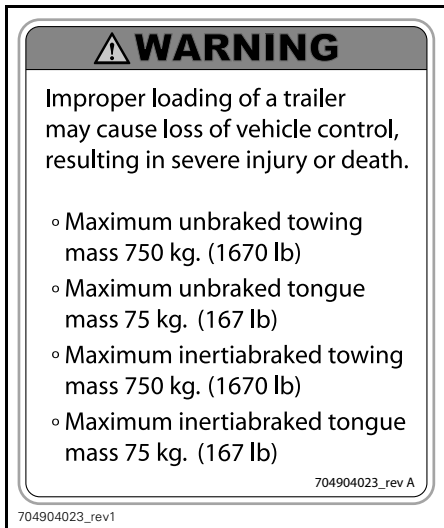 WARNING
Improper loading of a trailer
may cause loss of vehicle control,
resulting in severe injury or death.
◦ Maximum unbraked towing
mass 750 kg. (1670 lb)
◦ Maximum unbraked tongue
mass 75 kg.  (167 lb)
◦ Maximum inertiabraked towing
mass 750 kg. (1670 lb)
◦ Maximum inertiabraked tongue
mass 75 kg.  (167 lb)
704904023_rev A
704904023_rev1